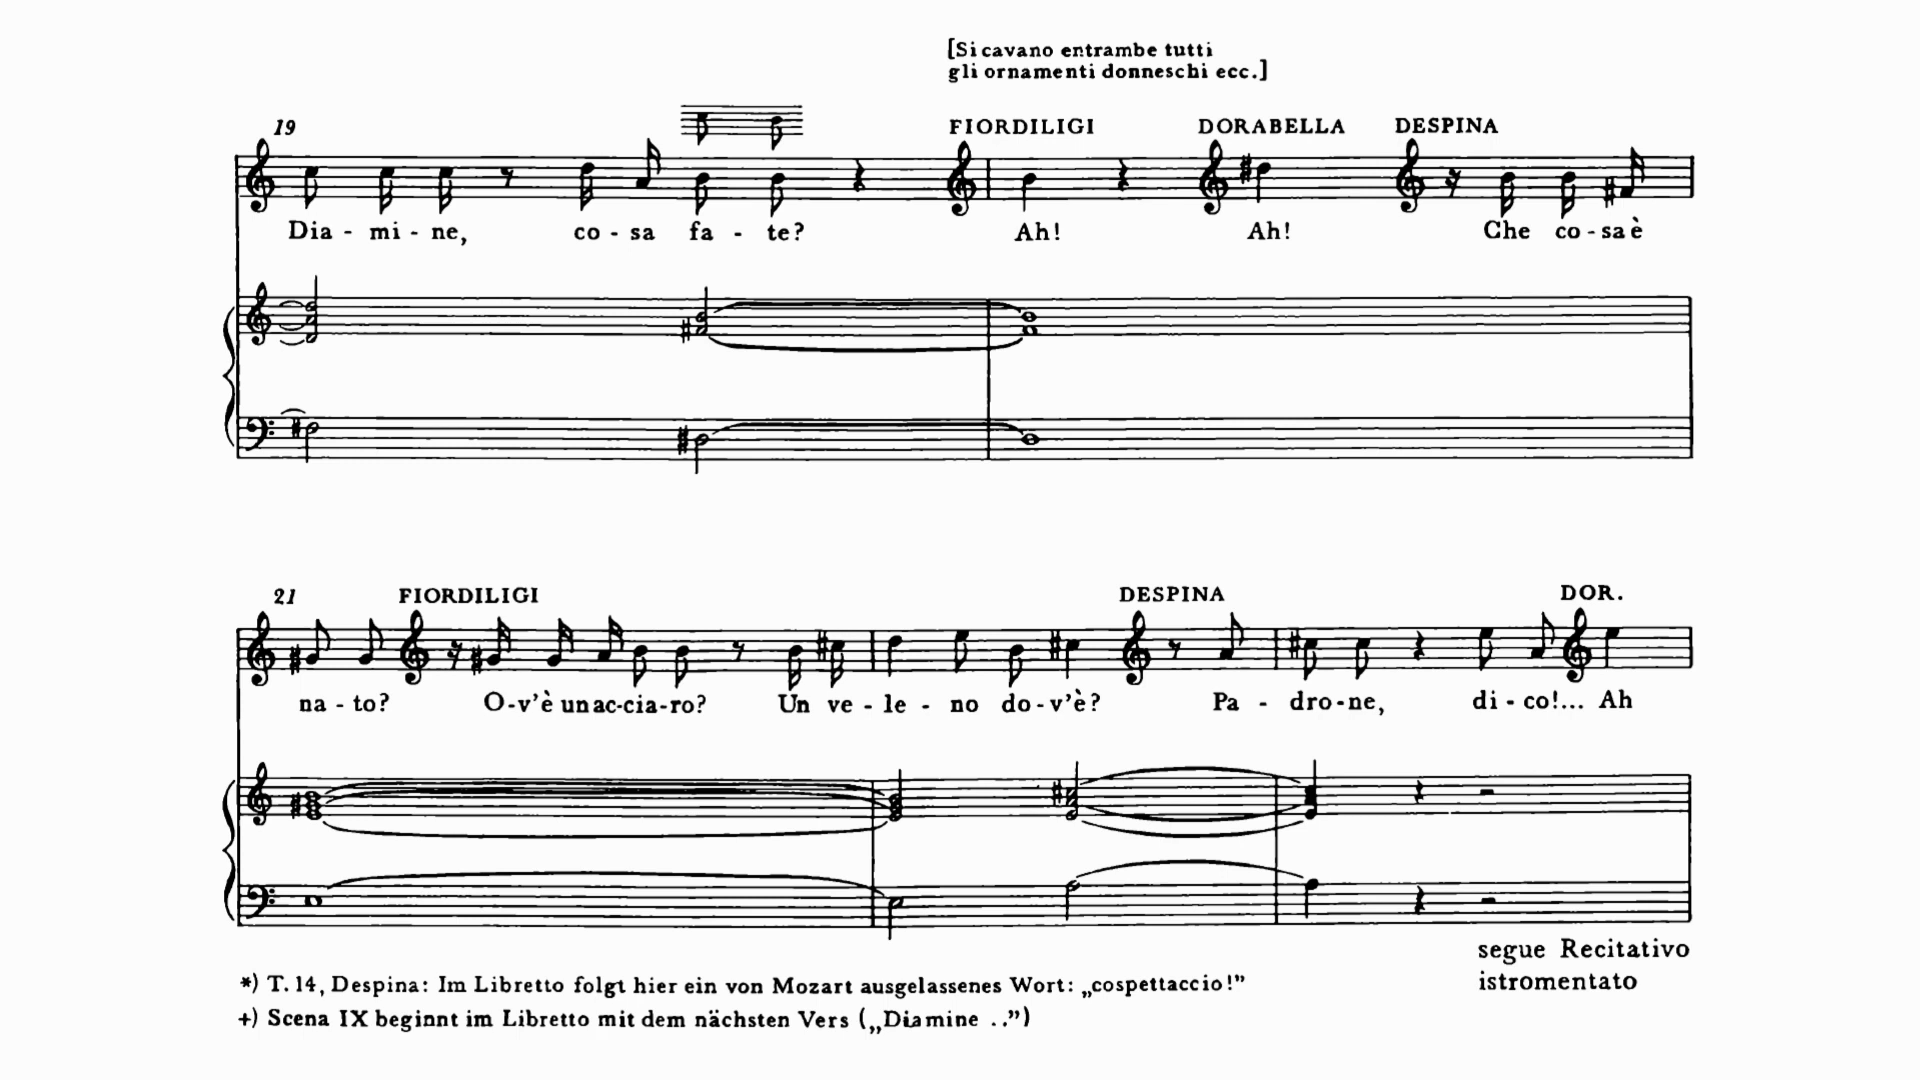 [Si cavano entrambe tutti
gli ornamenti donneschi ecc.]
19 FIORDILIGI DORABELLA DESPINA
Dia - mi - ne, co - sa fa - te? Ah! Ah! Che co - sa è
21 FIORDILIGI DESPINA DOR.
na - to? O - v'è un ac - cia - ro? Un ve - le - no do - v'è? Pa - dro - ne, di - co!... Ah
segue Recitativo
istromentato
*) T. 14, Despina: Im Libretto folgt hier ein von Mozart ausgelassenes Wort: „cospettaccio!”
+) Scena IX beginnt im Libretto mit dem nächsten Vers („Diamine ..”)